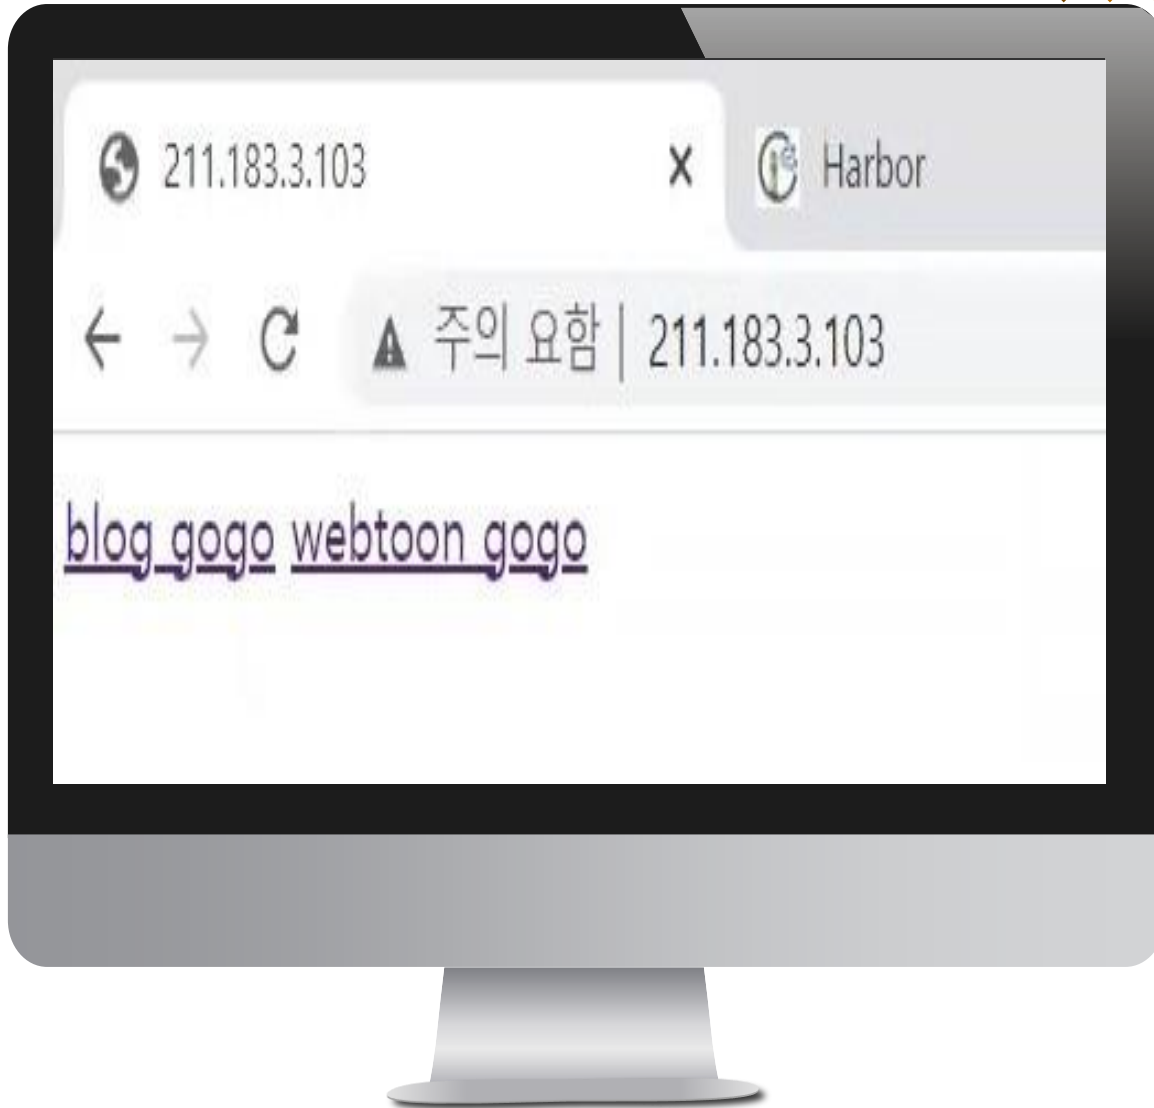 211.183.3.103 Harbor
주의 요함 | 211.183.3.103
blog gogo webtoon gogo